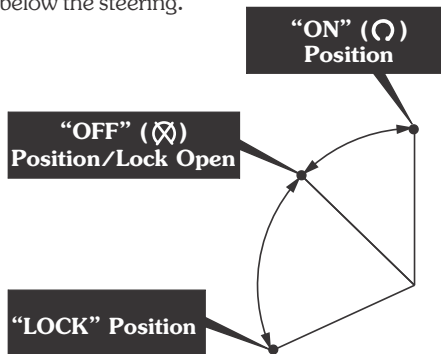 below the steering.
“ON” (
)
Position
“OFF” (
)
Position/Lock Open
“LOCK” Position